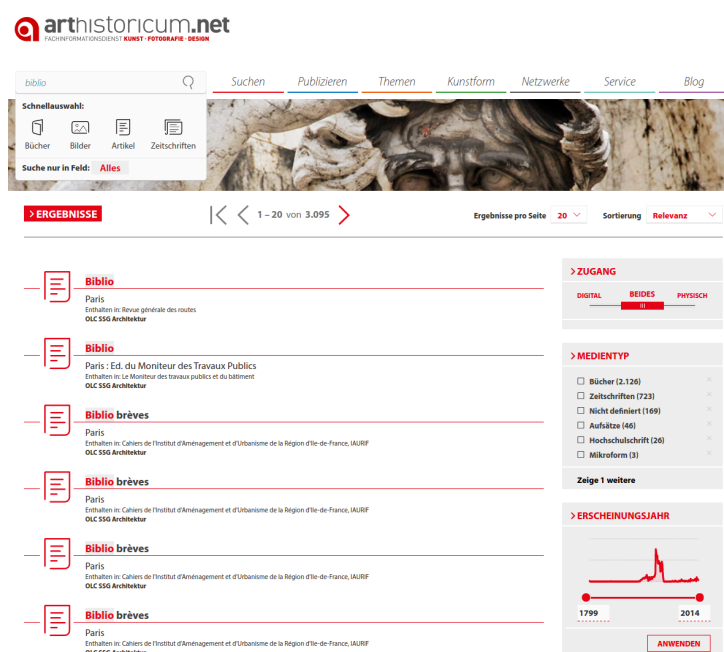 arthistoricum.net
FACHINFORMATIONSDIENST KUNST · FOTOGRAFIE · DESIGN
biblio
Suchen Publizieren Themen Kunstform Netzwerke Service Blog
Schnellauswahl:
Bücher Bilder Artikel Zeitschriften
Suche nur in Feld: Alles
ERGEBNISSE
1 – 20 von 3.095
Ergebnisse pro Seite 20 Sortierung Relevanz
Biblio
Paris
Enthalten in: Revue générale des routes
OLC SSG Architektur
Biblio
Paris : Ed. du Moniteur des Travaux Publics
Enthalten in: Le Moniteur des travaux publics et du bâtiment
OLC SSG Architektur
Biblio brèves
Paris
Enthalten in: Cahiers de l'Institut d'Aménagement et d'Urbanisme de la Région d'Ile-de-France, IAURIF
OLC SSG Architektur
Biblio brèves
Paris
Enthalten in: Cahiers de l'Institut d'Aménagement et d'Urbanisme de la Région d'Ile-de-France, IAURIF
OLC SSG Architektur
Biblio brèves
Paris
Enthalten in: Cahiers de l'Institut d'Aménagement et d'Urbanisme de la Région d'Ile-de-France, IAURIF
OLC SSG Architektur
Biblio brèves
Paris
Enthalten in: Cahiers de l'Institut d'Aménagement et d'Urbanisme de la Région d'Ile-de-France, IAURIF
OLC SSG Architektur
ZUGANG
DIGITAL BEIDES PHYSISCH
MEDIENTYP
Bücher (2.126)
Zeitschriften (723)
Nicht definiert (169)
Aufsätze (46)
Hochschulschrift (26)
Mikroform (3)
Zeige 1 weitere
ERSCHEINUNGSJAHR
1799 2014
ANWENDEN